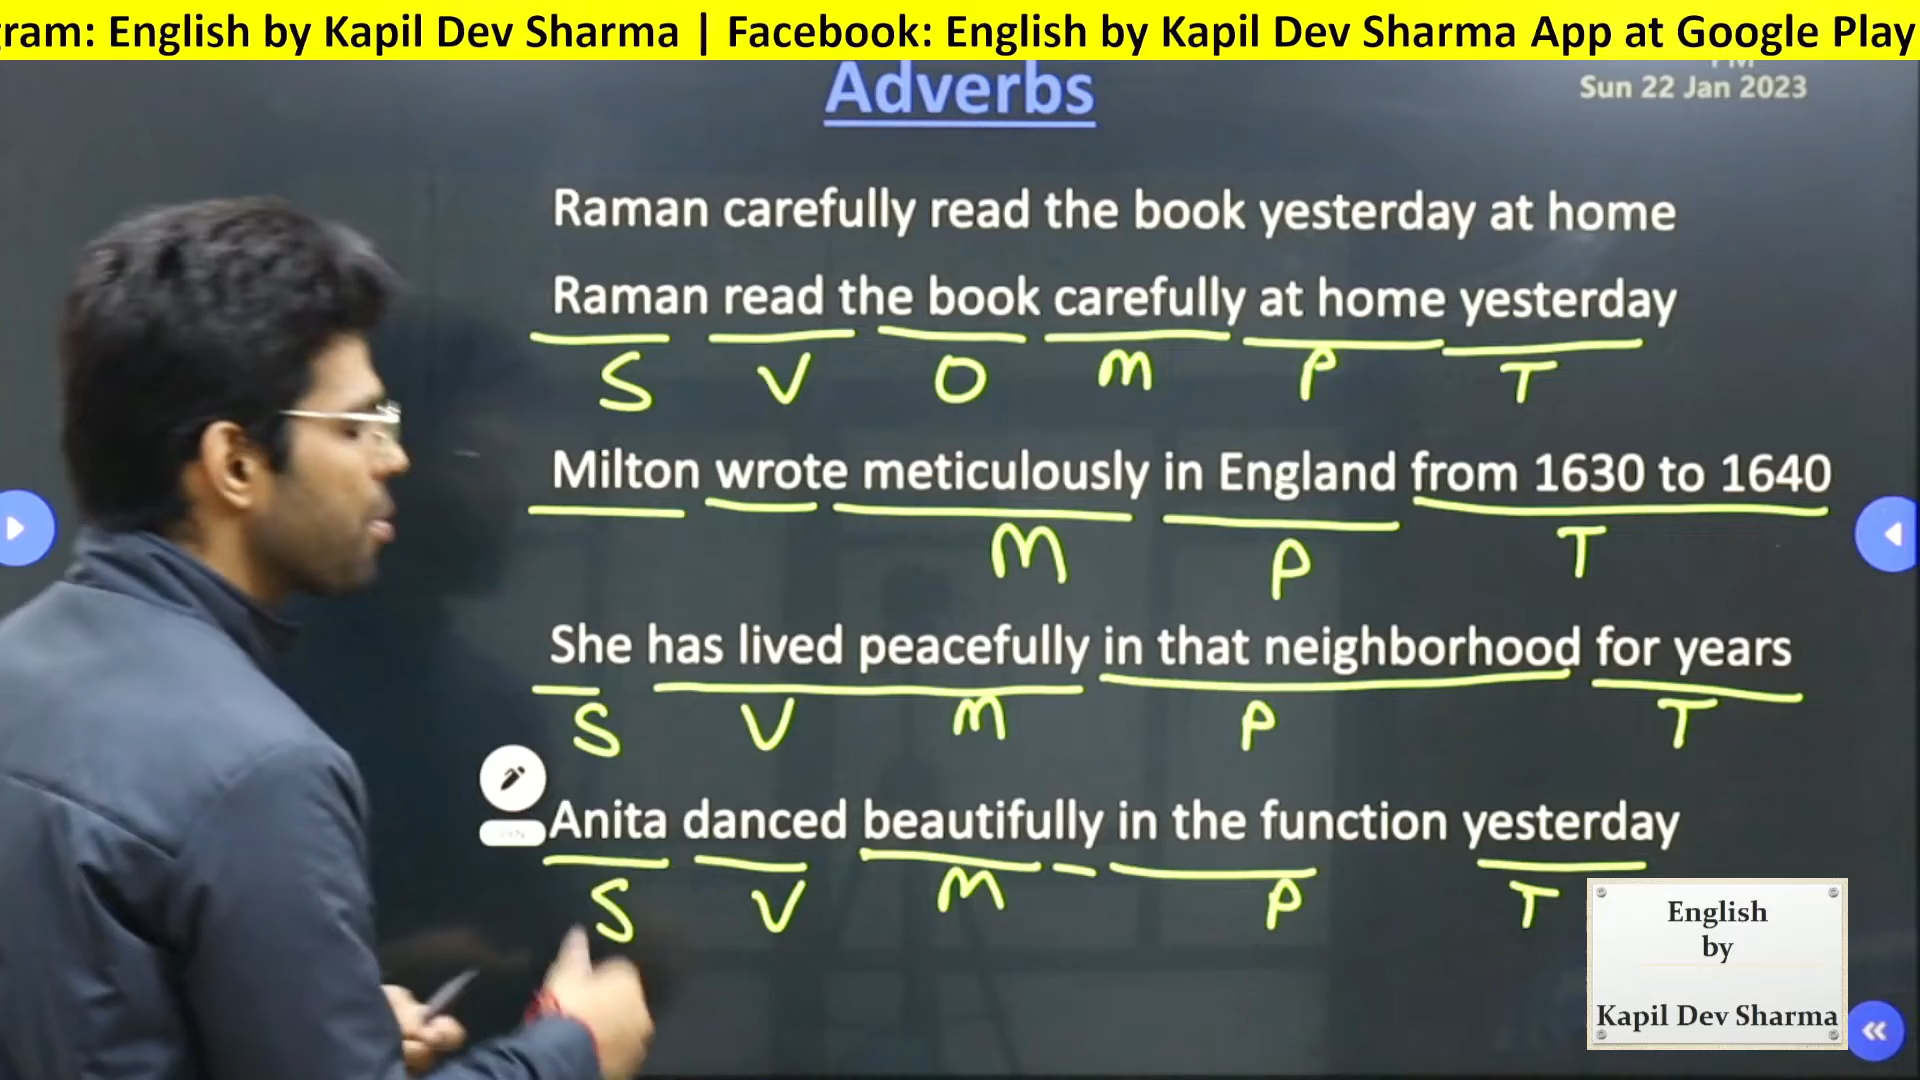 gram: English by Kapil Dev Sharma | Facebook: English by Kapil Dev Sharma App at Google Play
PM
Adverbs
Sun 22 Jan 2023
Raman carefully read the book yesterday at home
Raman read the book carefully at home yesterday
S V O M P T
Milton wrote meticulously in England from 1630 to 1640
M P T
She has lived peacefully in that neighborhood for years
S V M P T
Anita danced beautifully in the function yesterday
S V M P T
English
by
Kapil Dev Sharma